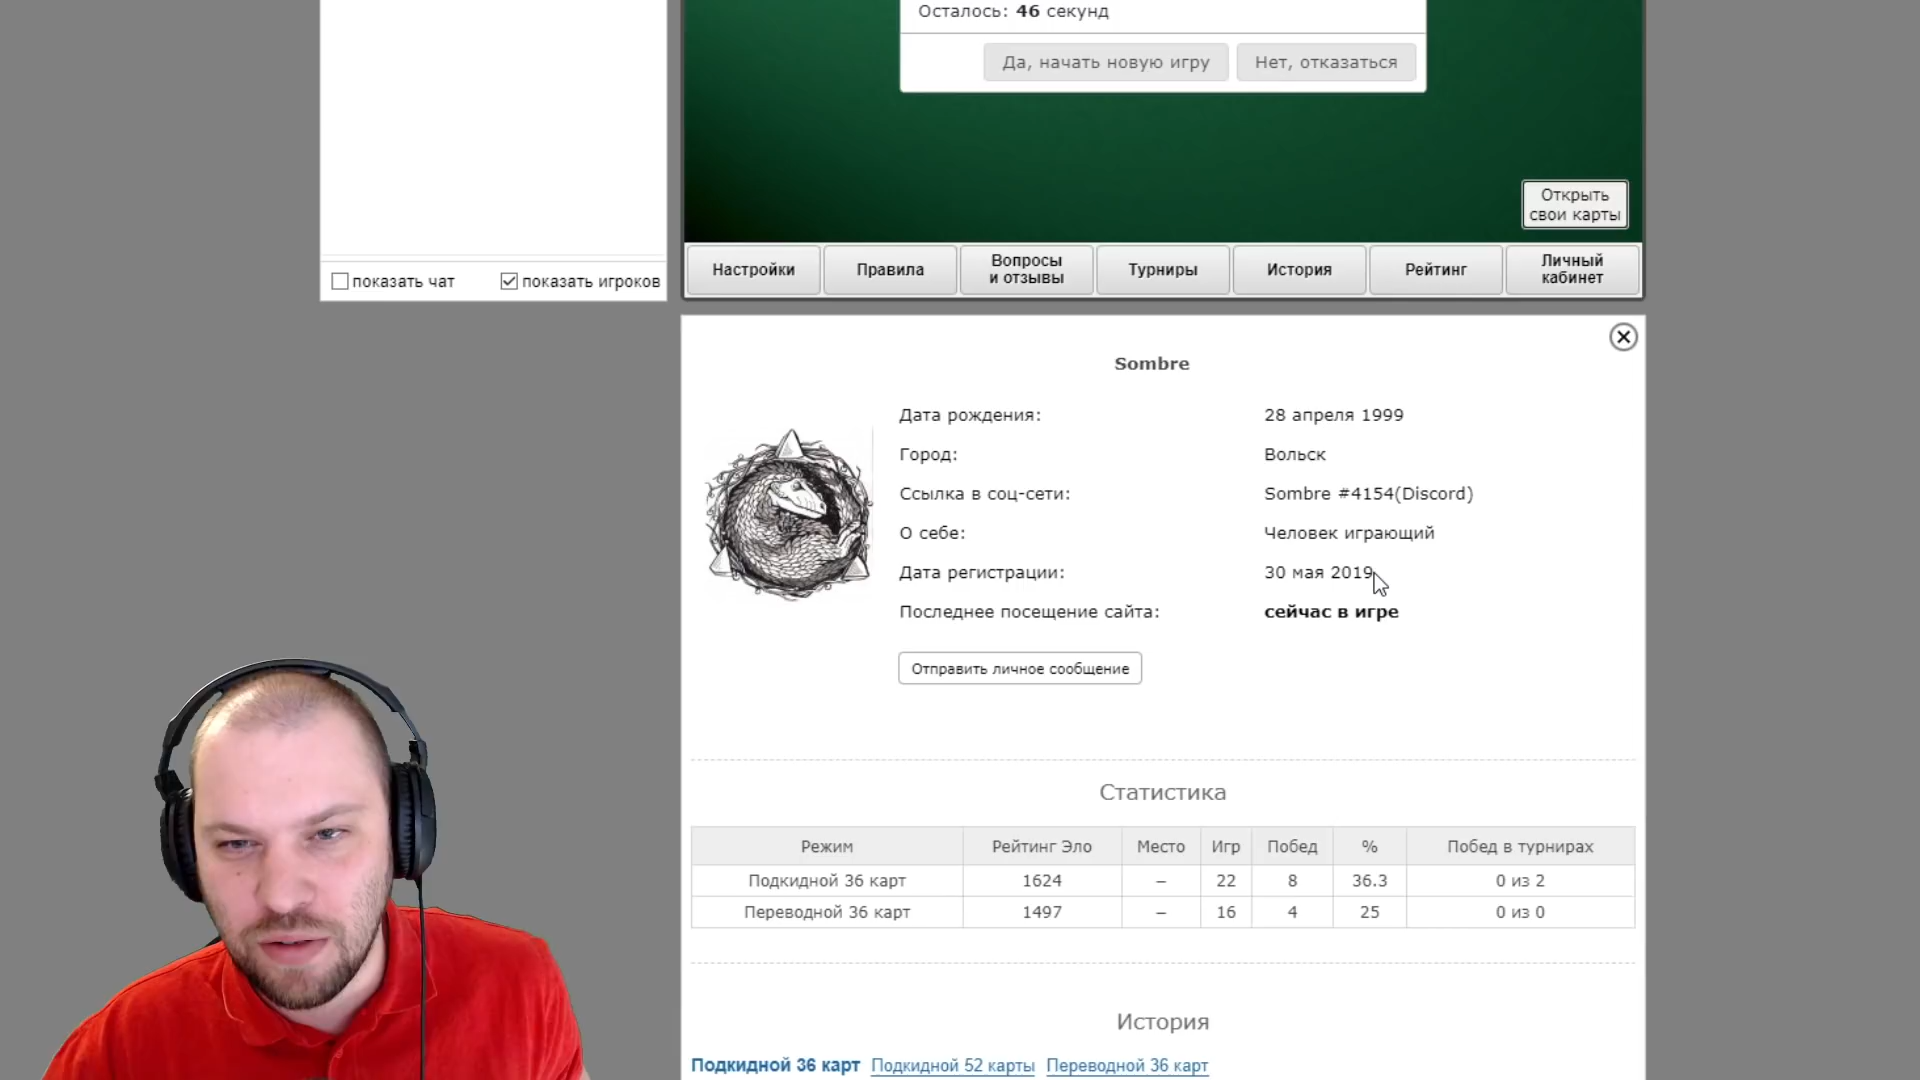 Осталось: 46 секунд
Да, начать новую игру
Нет, отказаться
Открыть
свои карты
показать чат
показать игроков
Настройки
Правила
Вопросы
и отзывы
Турниры
История
Рейтинг
Личный
кабинет
Sombre
Дата рождения: 28 апреля 1999
Город: Вольск
Ссылка в соц-сети: Sombre #4154(Discord)
О себе: Человек играющий
Дата регистрации: 30 мая 2019
Последнее посещение сайта: сейчас в игре
Отправить личное сообщение
Статистика
Режим Рейтинг Эло Место Игр Побед % Побед в турнирах
Подкидной 36 карт 1624 – 22 8 36.3 0 из 2
Переводной 36 карт 1497 – 16 4 25 0 из 0
История
Подкидной 36 карт Подкидной 52 карты Переводной 36 карт